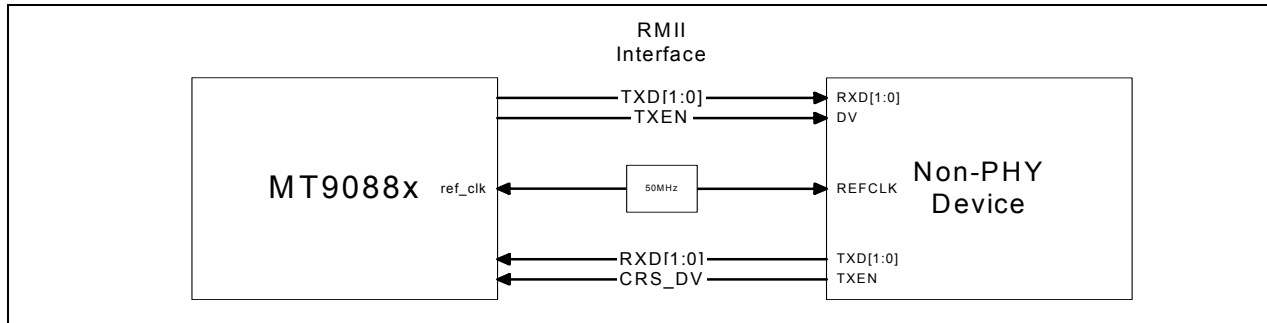 RMII
Interface
TXD[1:0] RXD[1:0]
TXEN DV
MT9088x ref_clk 50MHz REFCLK Non-PHY
Device
RXD[1:0] TXD[1:0]
CRS_DV TXEN